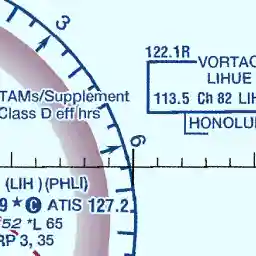 3
122.1R
VORTAC
LIHUE
TAMs/Supplement
113.5 Ch 82 LIH
Class D eff hrs
HONOLU
6
(LIH) (PHLI)
9 * C ATIS 127.2
52 *L 65
RP 3, 35